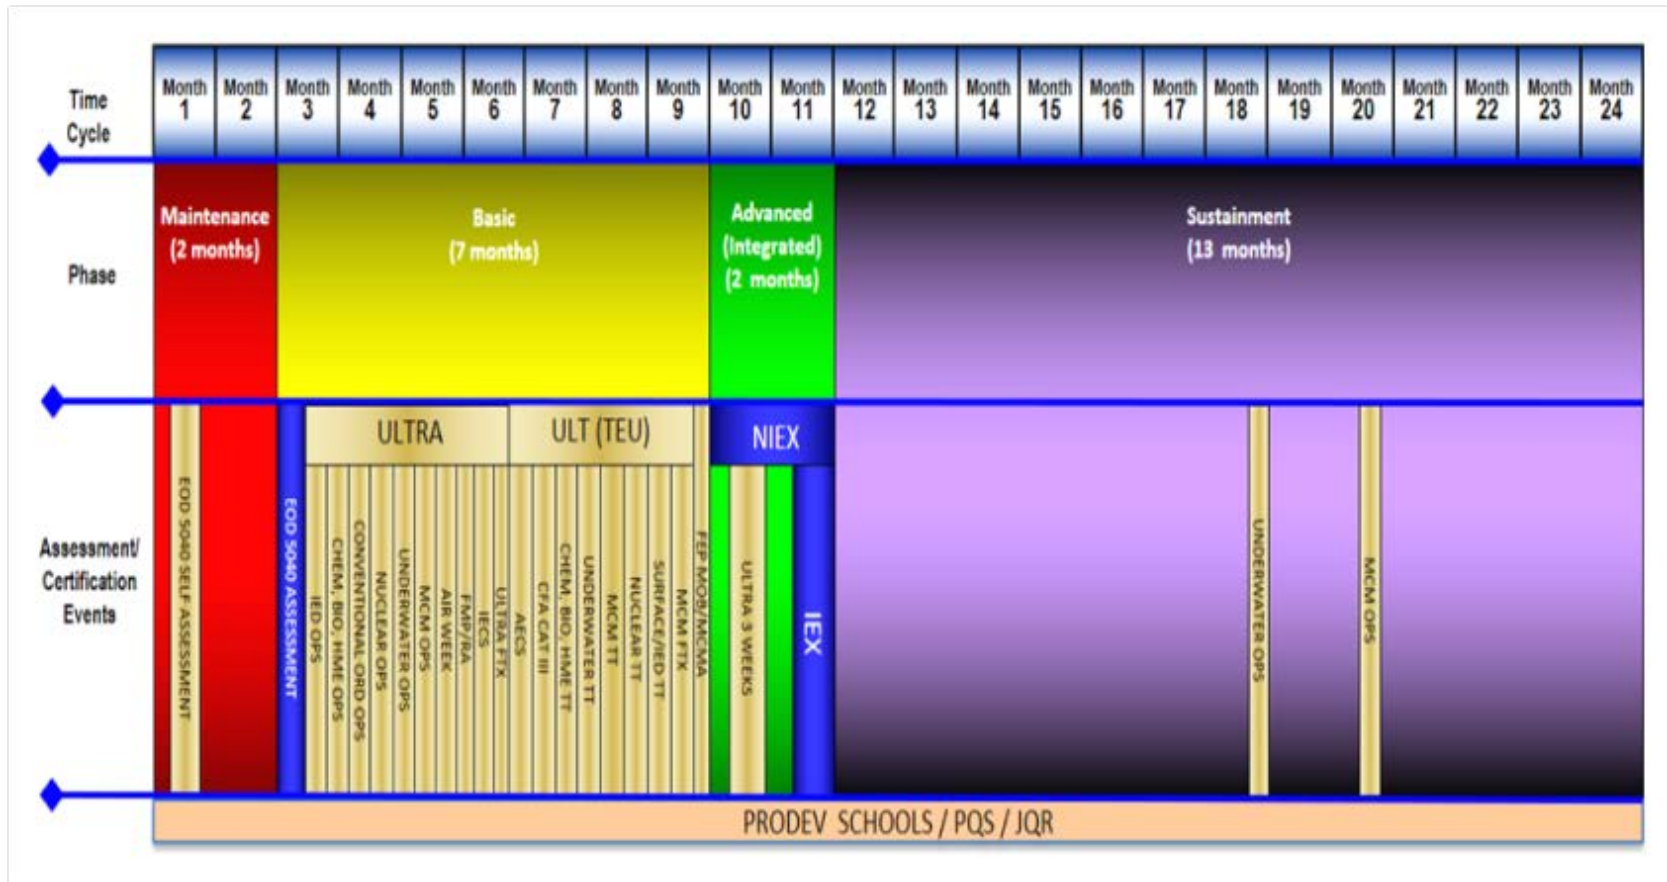 Time
Cycle
Month
1
Month
2
Month
3
Month
4
Month
5
Month
6
Month
7
Month
8
Month
9
Month
10
Month
11
Month
12
Month
13
Month
14
Month
15
Month
16
Month
17
Month
18
Month
19
Month
20
Month
21
Month
22
Month
23
Month
24
Phase
Maintenance
(2 months)
Basic
(7 months)
Advanced
(Integrated)
(2 months)
Sustainment
(13 months)
Assessment/
Certification
Events
EOD 5040 SELF ASSESSMENT
EOD 5040 ASSESSMENT
ULTRA
IED OPS
CHEM, BIO, HME OPS
CONVENTIONAL ORD OPS
NUCLEAR OPS
UNDERWATER OPS
MCM OPS
AIR WEEK
FMP/RA
IECS
ULTRA FTX
ULT (TEU)
AECS
CFA CAT III
CHEM, BIO, HME TT
UNDERWATER TT
MCM TT
NUCLEAR TT
SURFACE/IED TT
MCM FTX
FEP MOB/MCMA
NIEX
ULTRA 3 WEEKS
IEX
UNDERWATER OPS
MCM OPS
PRODEV SCHOOLS / PQS / JQR